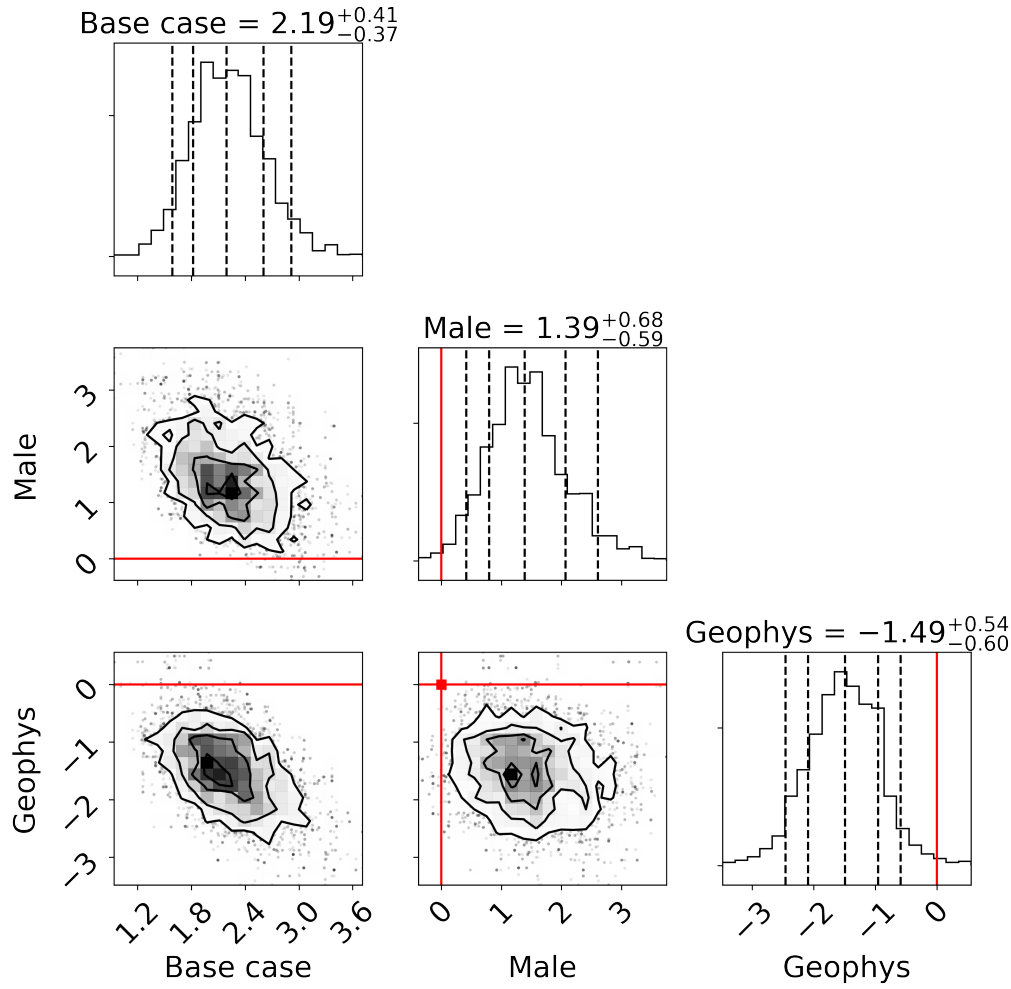 Base case = 2.19+0.41−0.37
Male = 1.39+0.68−0.59
Male
3
2
1
0
Geophys = −1.49+0.54−0.60
Geophys
0
−1
−2
−3
1.2 1.8 2.4 3.0 3.6
0 1 2 3
−3 −2 −1 0
Base case
Male
Geophys